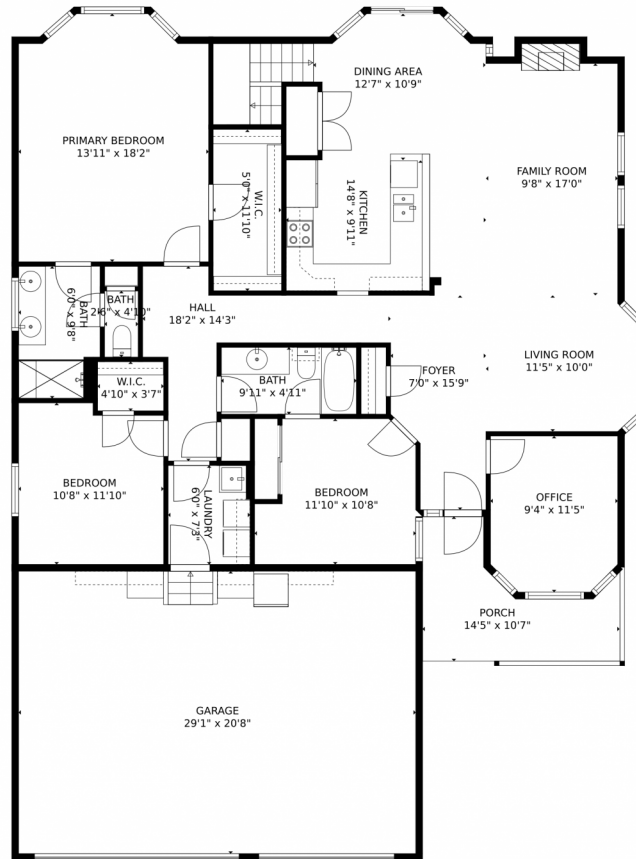 DINING AREA
12'7" x 10'9"
PRIMARY BEDROOM
13'11" x 18'2"
FAMILY ROOM
9'8" x 17'0"
W.I.C.
5'0" x 11'10"
KITCHEN
14'8" x 9'11"
BATH
6'0" x 9'8"
BATH
2'6" x 4'10"
HALL
18'2" x 14'3"
LIVING ROOM
11'5" x 10'0"
W.I.C.
4'10" x 3'7"
BATH
9'11" x 4'11"
FOYER
7'0" x 15'9"
BEDROOM
10'8" x 11'10"
LAUNDRY
6'0" x 7'3"
BEDROOM
11'10" x 10'8"
OFFICE
9'4" x 11'5"
PORCH
14'5" x 10'7"
GARAGE
29'1" x 20'8"